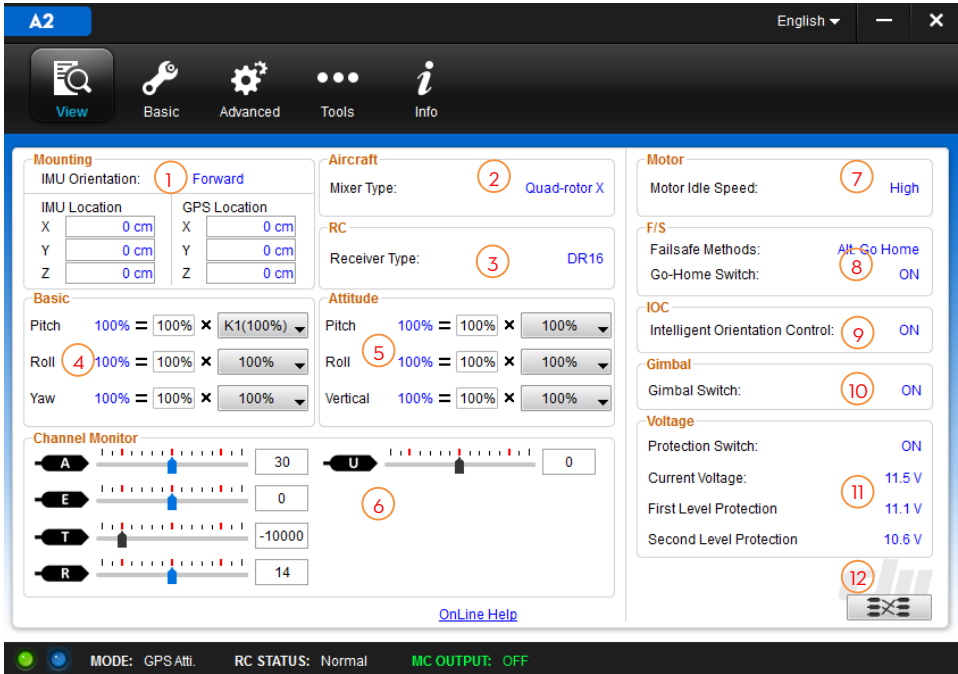 A2
English
View
Basic
Advanced
Tools
Info
Mounting
IMU Orientation: 1 Forward
IMU Location GPS Location
X 0 cm X 0 cm
Y 0 cm Y 0 cm
Z 0 cm Z 0 cm
Aircraft
Mixer Type: 2 Quad-rotor X
RC
Receiver Type: 3 DR16
Basic
Pitch 100% = 100% × K1(100%)
Roll 4 100% = 100% × 100%
Yaw 100% = 100% × 100%
Attitude
Pitch 100% = 100% × 100%
Roll 5 100% = 100% × 100%
Vertical 100% = 100% × 100%
Channel Monitor
A 30
E 0
T -10000
R 14
U 0
6
OnLine Help
Motor
Motor Idle Speed: 7 High
F/S
Failsafe Methods: Alt. Go Home
Go-Home Switch: 8 ON
IOC
Intelligent Orientation Control: 9 ON
Gimbal
Gimbal Switch: 10 ON
Voltage
Protection Switch: ON
Current Voltage: 11.5 V
11
First Level Protection 11.1 V
Second Level Protection 10.6 V
12
MODE: GPS Atti. RC STATUS: Normal MC OUTPUT: OFF